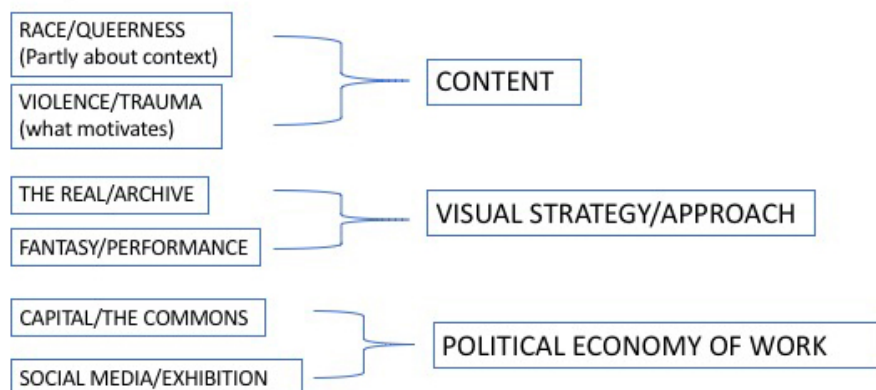 RACE/QUEERNESS
(Partly about context)
CONTENT
VIOLENCE/TRAUMA
(what motivates)
THE REAL/ARCHIVE
VISUAL STRATEGY/APPROACH
FANTASY/PERFORMANCE
CAPITAL/THE COMMONS
POLITICAL ECONOMY OF WORK
SOCIAL MEDIA/EXHIBITION